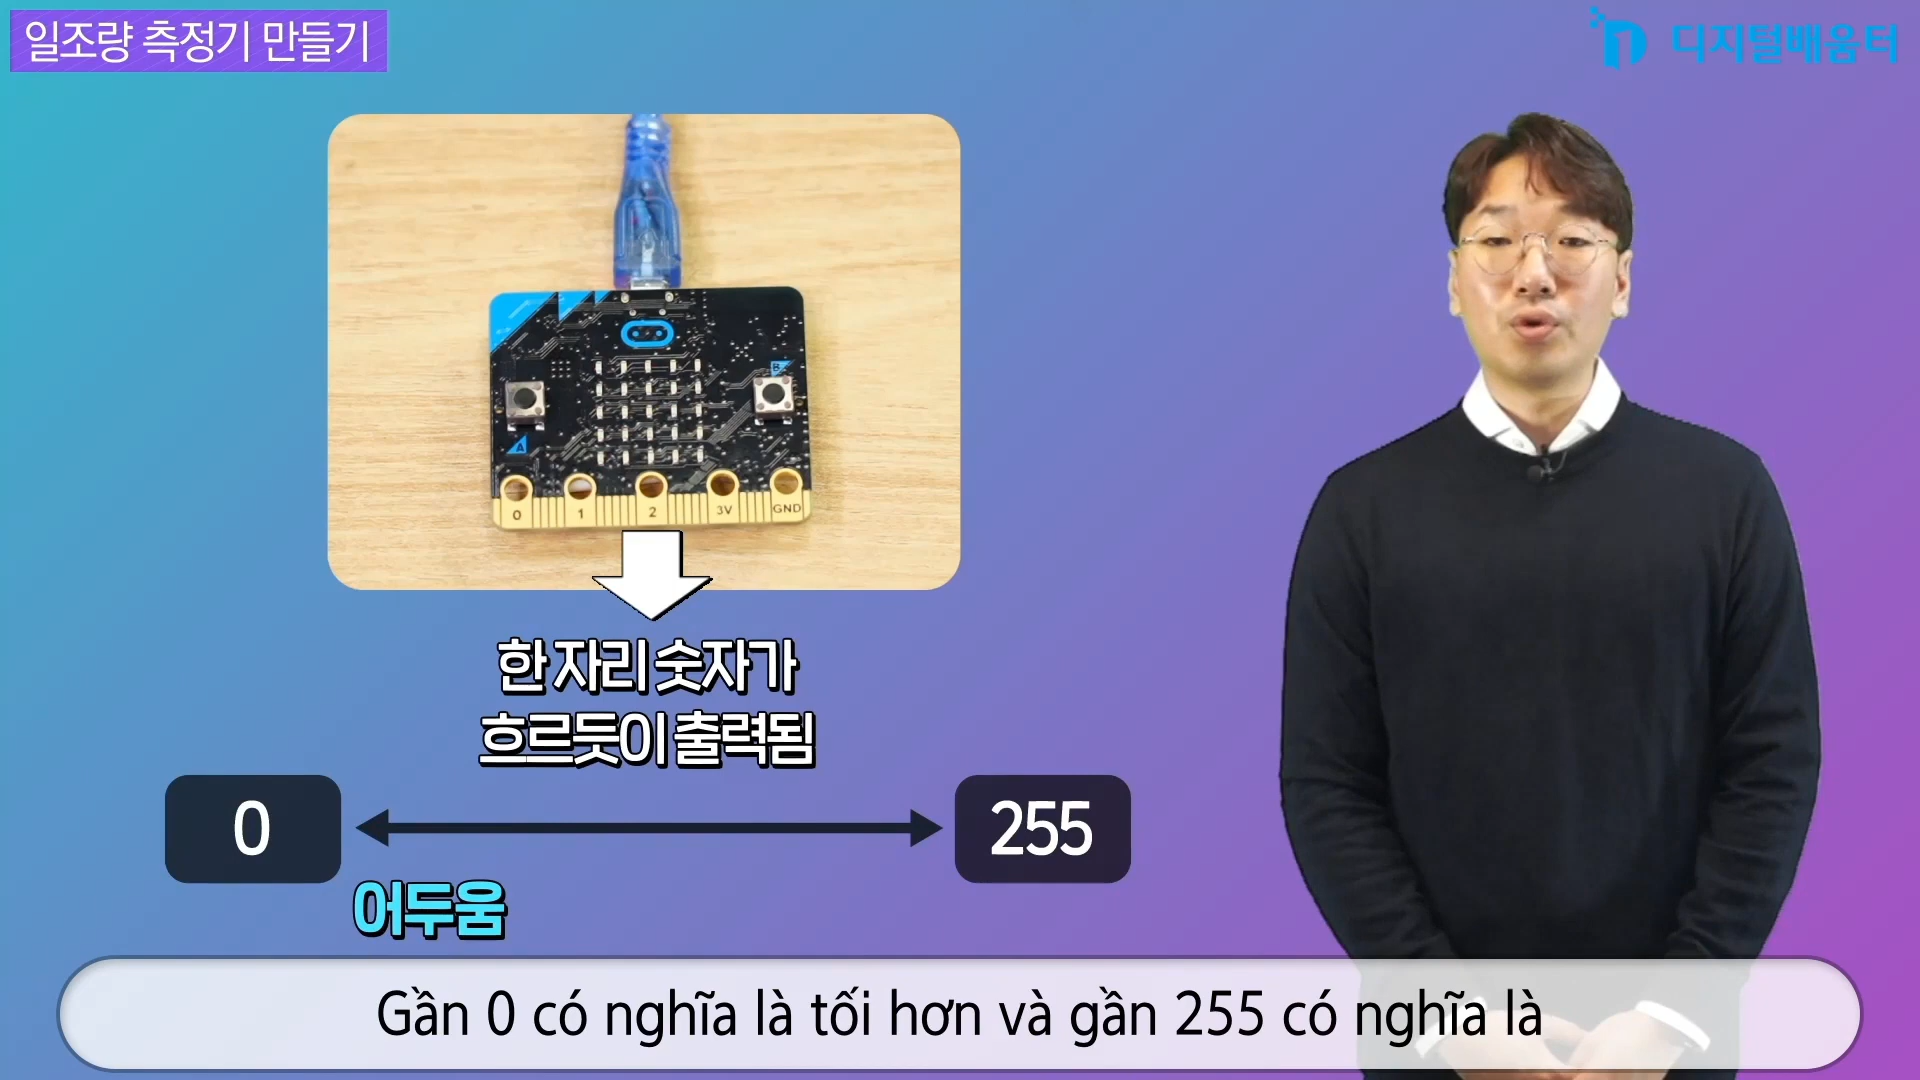 일조량 측정기 만들기
디지털배움터
B
A
0
1
2
3V
GND
한 자리 숫자가
흐르듯이 출력됨
0
255
어두움
Gần 0 có nghĩa là tối hơn và gần 255 có nghĩa là